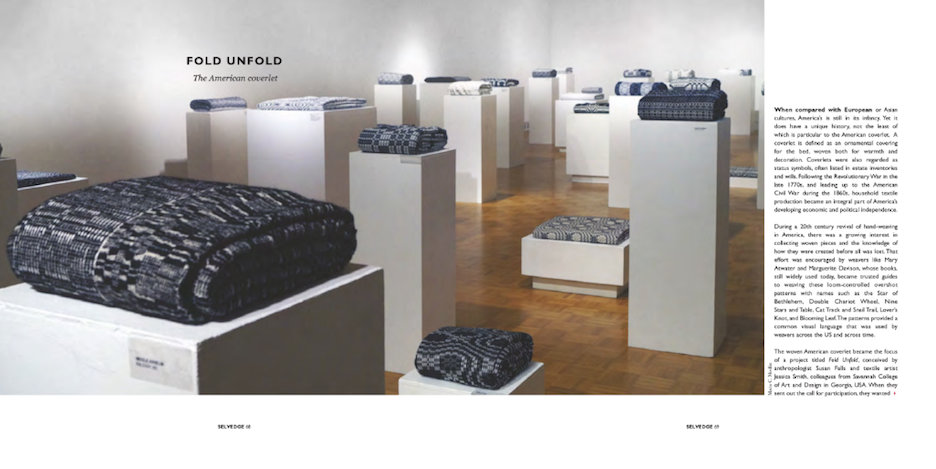 FOLD UNFOLD
The American coverlet
When compared with European or Asian
cultures, America's is still in its infancy. Yet it
does have a unique history, not the least of
which is particular to the American coverlet. A
coverlet is defined as an ornamental covering
for the bed, woven both for warmth and
decoration. Coverlets were also regarded as
status symbols, often listed in estate inventories
and wills. Following the Revolutionary War in the
late 1770s, and leading up to the American
Civil War during the 1860s, household textile
production became an integral part of America's
developing economic and political independence.
During a 20th century revival of hand-weaving
in America, there was a growing interest in
collecting woven pieces and the knowledge of
how they were created before all was lost. That
effort was encouraged by weavers like Mary
Atwater and Marguerite Davison, whose books,
still widely used today, became trusted guides
to weaving these loom-controlled overshot
patterns with names such as the Star of
Bethlehem, Double Chariot Wheel, Nine
Stars and Table, Cat Track and Snail Trail, Lover's
Knot, and Blooming Leaf. The patterns provided a
common visual language that was used by
weavers across the US and across time.
The woven American coverlet became the focus
of a project titled Fold Unfold, conceived by
anthropologist Susan Falls and textile artist
Jessica Smith, colleagues from Savannah College
of Art and Design in Georgia, USA. When they
sent out the call for participation, they wanted
SELVEDGE
SELVEDGE